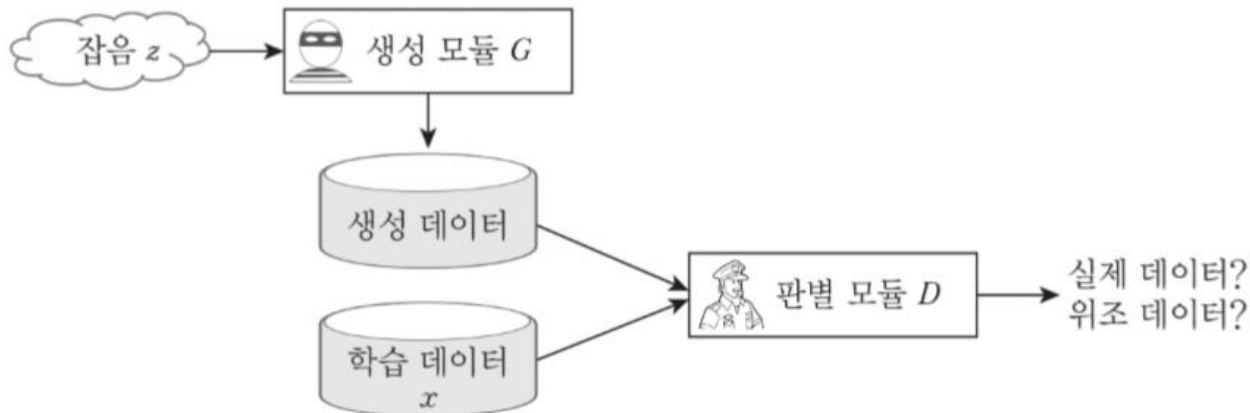 잡음 z
생성 모듈 G
생성 데이터
학습 데이터
x
판별 모듈 D
실제 데이터?
위조 데이터?